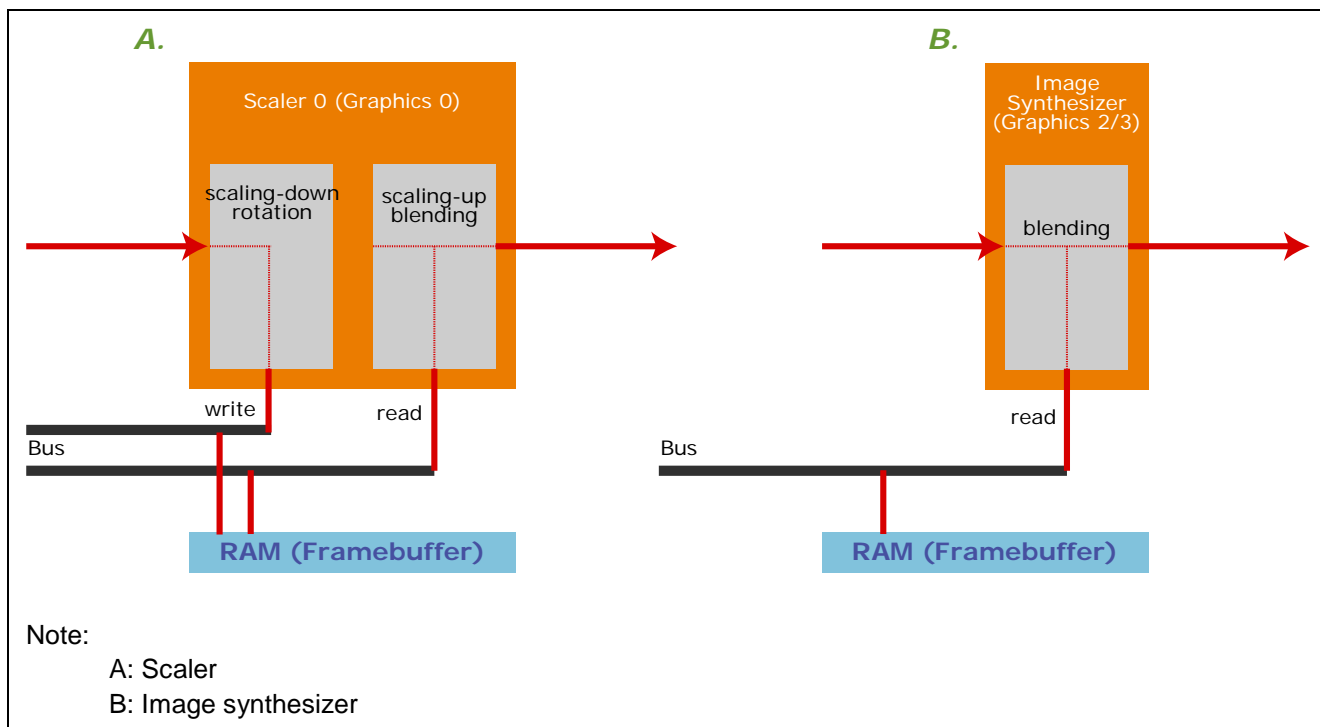 A.
Scaler 0 (Graphics 0)
scaling-down
rotation
scaling-up
blending
write
read
Bus
RAM (Framebuffer)
B.
Image
Synthesizer
(Graphics 2/3)
blending
read
Bus
RAM (Framebuffer)
Note:
A: Scaler
B: Image synthesizer